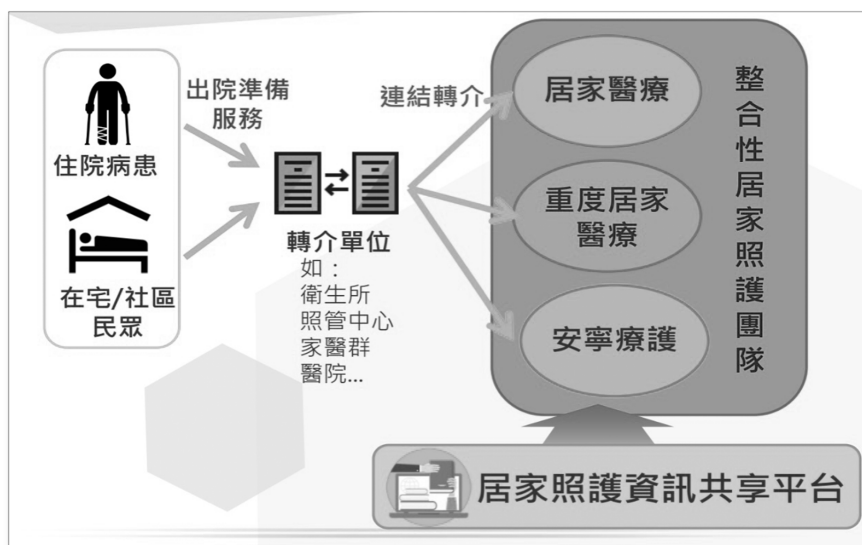 住院病患
在宅/社區
民眾
出院準備
服務
轉介單位
如：
衛生所
照管中心
家醫群
醫院...
連結轉介
居家醫療
重度居家
醫療
安寧療護
整合性居家照護團隊
居家照護資訊共享平台